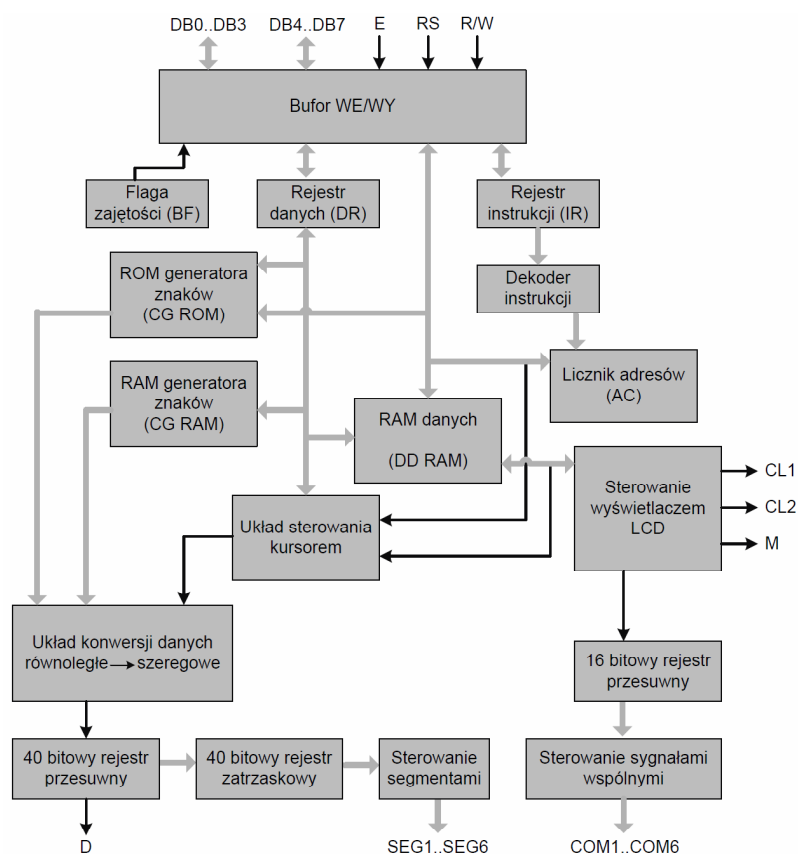 DB0..DB3 DB4..DB7 E RS R/W
Bufor WE/WY
Flaga
zajętości (BF)
Rejestr
danych (DR)
Rejestr
instrukcji (IR)
ROM generatora
znaków
(CG ROM)
Dekoder
instrukcji
RAM generatora
znaków
(CG RAM)
Licznik adresów
(AC)
RAM danych
(DD RAM)
Sterowanie
wyświetlaczem
LCD
CL1
CL2
M
Układ sterowania
kursorem
Układ konwersji danych
równoległe szeregowe
16 bitowy rejestr
przesuwny
40 bitowy rejestr
przesuwny
40 bitowy rejestr
zatrzaskowy
Sterowanie
segmentami
Sterowanie sygnałami
wspólnymi
D SEG1..SEG6 COM1..COM6